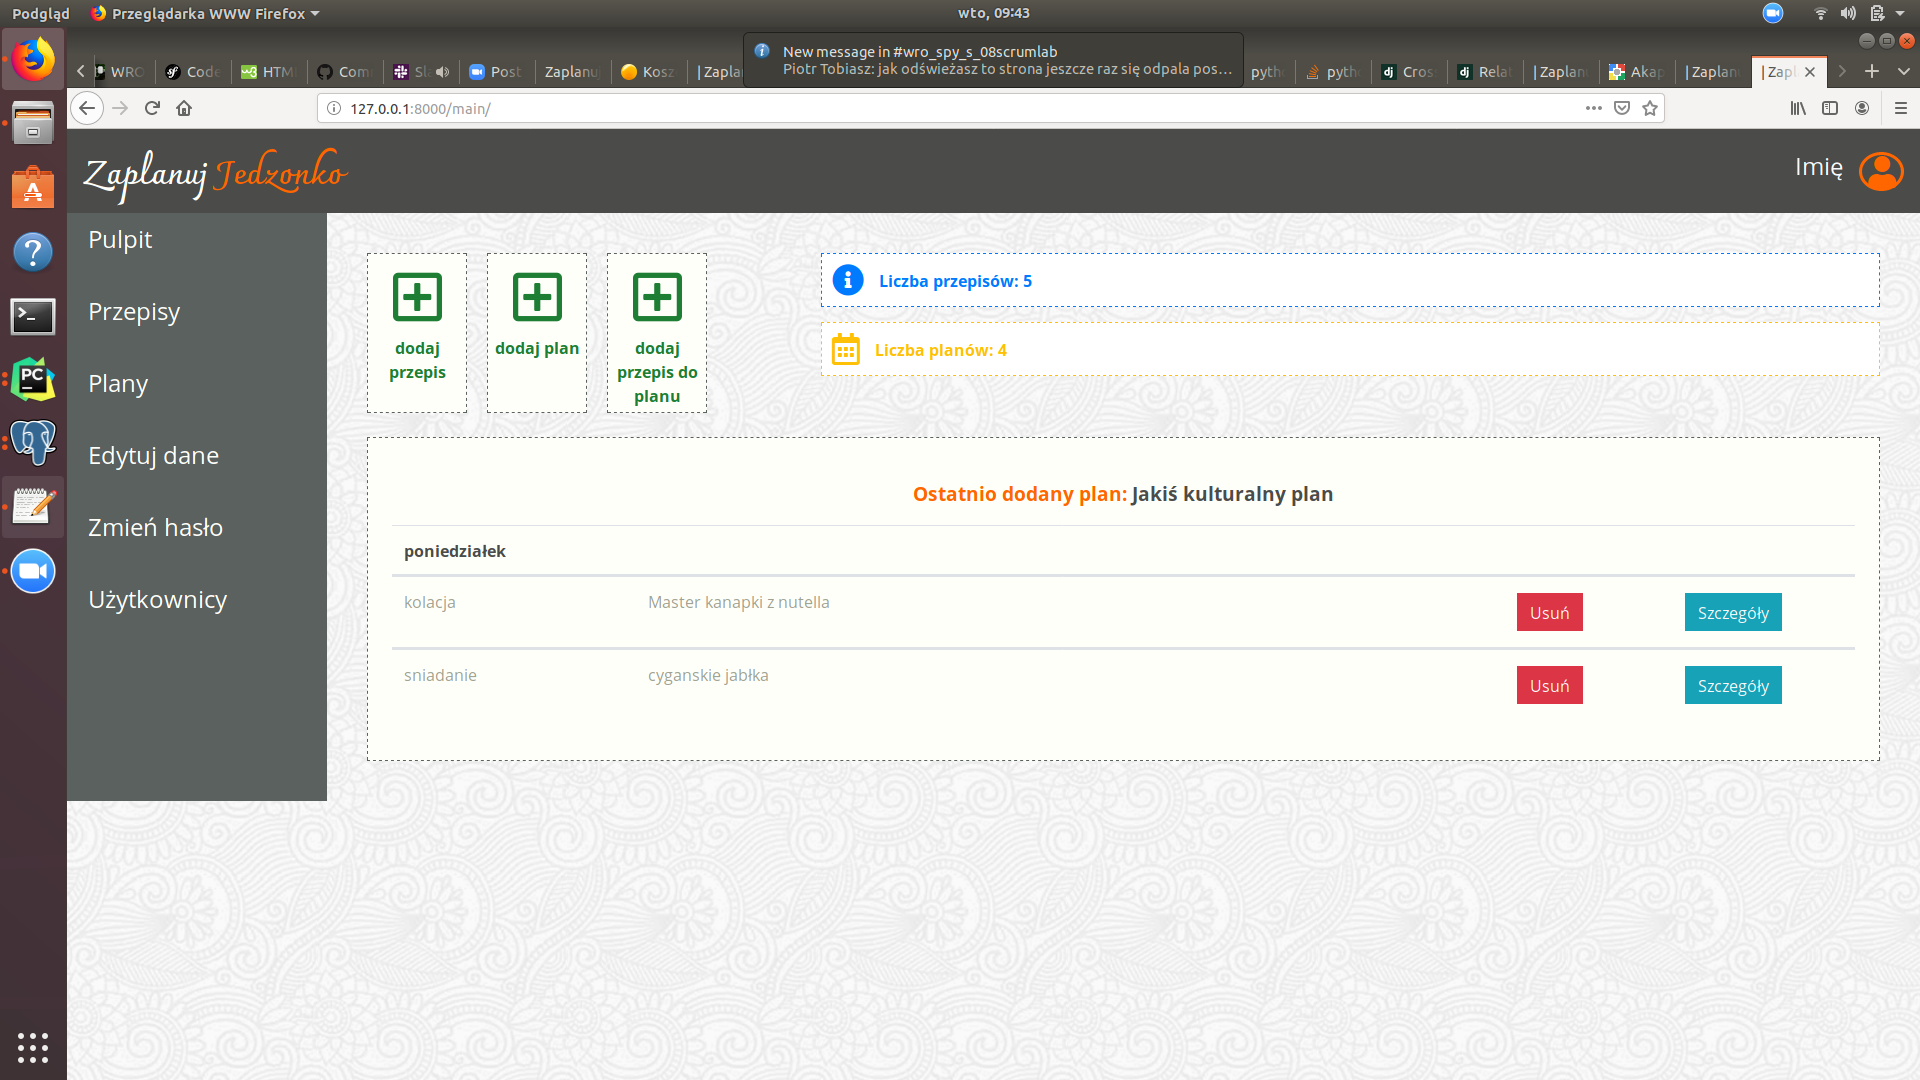 Podgląd
Przeglądarka WWW Firefox
wto, 09:43
New message in #wro_spy_s_08scrumlab
Piotr Tobiasz: jak odświeżasz to strona jeszcze raz się odpala pos…
WRO
Code
HTM
Com
Sla
Post
Zaplanu
Kosz
| Zapla
pyth
pyth
Cros
Relat
| Zaplan
Akap
| Zaplan
| Zapl
127.0.0.1:8000/main/
Zaplanuj Jedzonko
Imię
Pulpit
Przepisy
Plany
Edytuj dane
Zmień hasło
Użytkownicy
dodaj
przepis
dodaj plan
dodaj
przepis do
planu
Liczba przepisów: 5
Liczba planów: 4
Ostatnio dodany plan: Jakiś kulturalny plan
poniedziałek
kolacja Master kanapki z nutella Usuń Szczegóły
sniadanie cyganskie jabłka Usuń Szczegóły